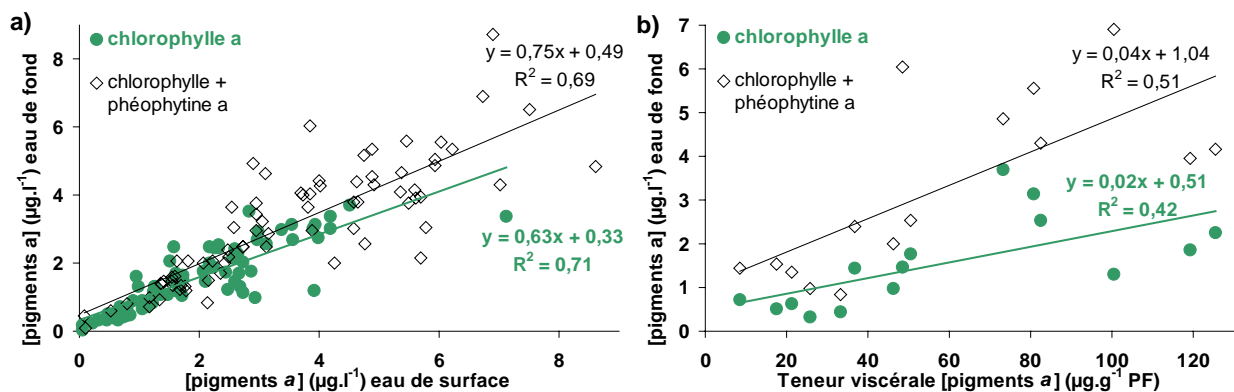 a)
[pigments a] (µg.l⁻¹) eau de fond
8
6
4
2
0
chlorophylle a
chlorophylle +
phéophytine a
y = 0,75x + 0,49
R² = 0,69
y = 0,63x + 0,33
R² = 0,71
0 2 4 6 8
[pigments a] (µg.l⁻¹) eau de surface
b)
[pigments a] (µg.l⁻¹) eau de fond
7
6
5
4
3
2
1
0
chlorophylle a
chlorophylle +
phéophytine a
y = 0,04x + 1,04
R² = 0,51
y = 0,02x + 0,51
R² = 0,42
0 20 40 60 80 100 120
Teneur viscérale [pigments a] (µg.g⁻¹ PF)